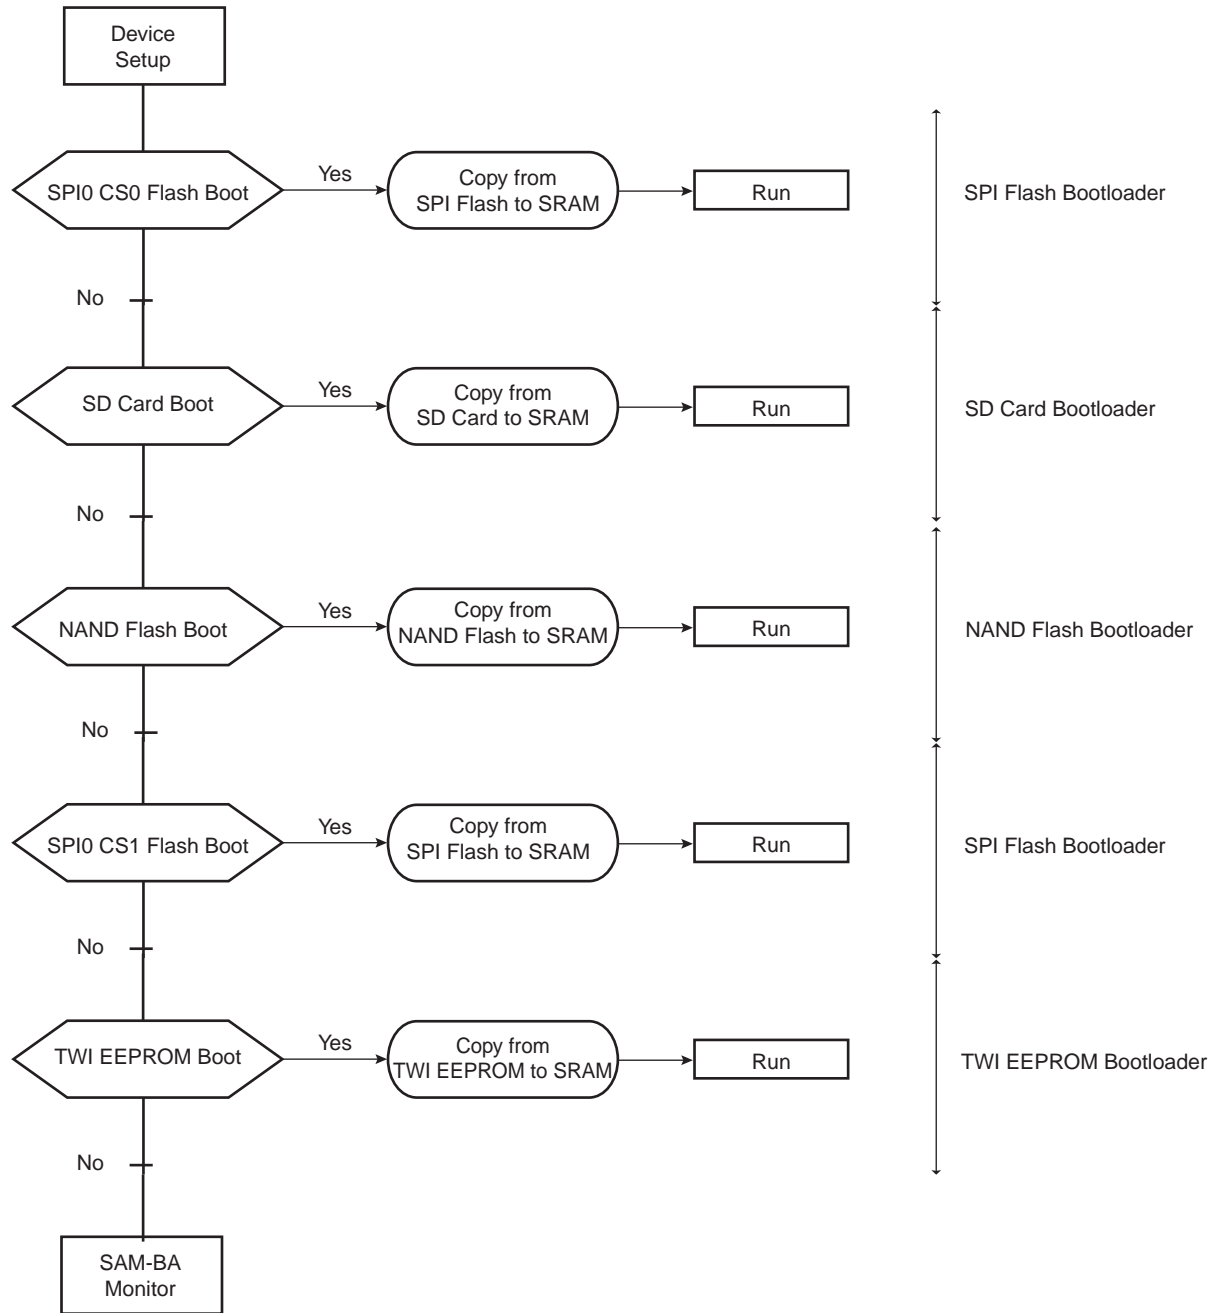 Device
Setup
SPI0 CS0 Flash Boot
Yes
Copy from
SPI Flash to SRAM
Run
SPI Flash Bootloader
No
SD Card Boot
Yes
Copy from
SD Card to SRAM
Run
SD Card Bootloader
No
NAND Flash Boot
Yes
Copy from
NAND Flash to SRAM
Run
NAND Flash Bootloader
No
SPI0 CS1 Flash Boot
Yes
Copy from
SPI Flash to SRAM
Run
SPI Flash Bootloader
No
TWI EEPROM Boot
Yes
Copy from
TWI EEPROM to SRAM
Run
TWI EEPROM Bootloader
No
SAM-BA
Monitor